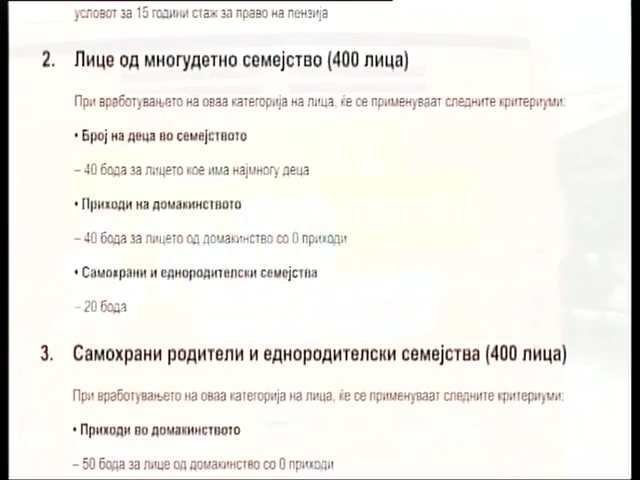 условот за 15 години стаж за право на пензија
2. Лице од многудетно семејство (400 лица)
При вработувањето на оваа категорија на лица, ќе се применуваат следните критериуми:
• Број на деца во семејството
– 40 бода за лицето кое има најмногу деца
• Приходи на домакинството
– 40 бода за лицето од домакинство со 0 приходи
• Самохрани и еднородителски семејства
– 20 бода
3. Самохрани родители и еднородителски семејства (400 лица)
При вработувањето на оваа категорија на лица, ќе се применуваат следните критериуми:
• Приходи во домакинството
– 50 бода за лице од домакинство со 0 приходи